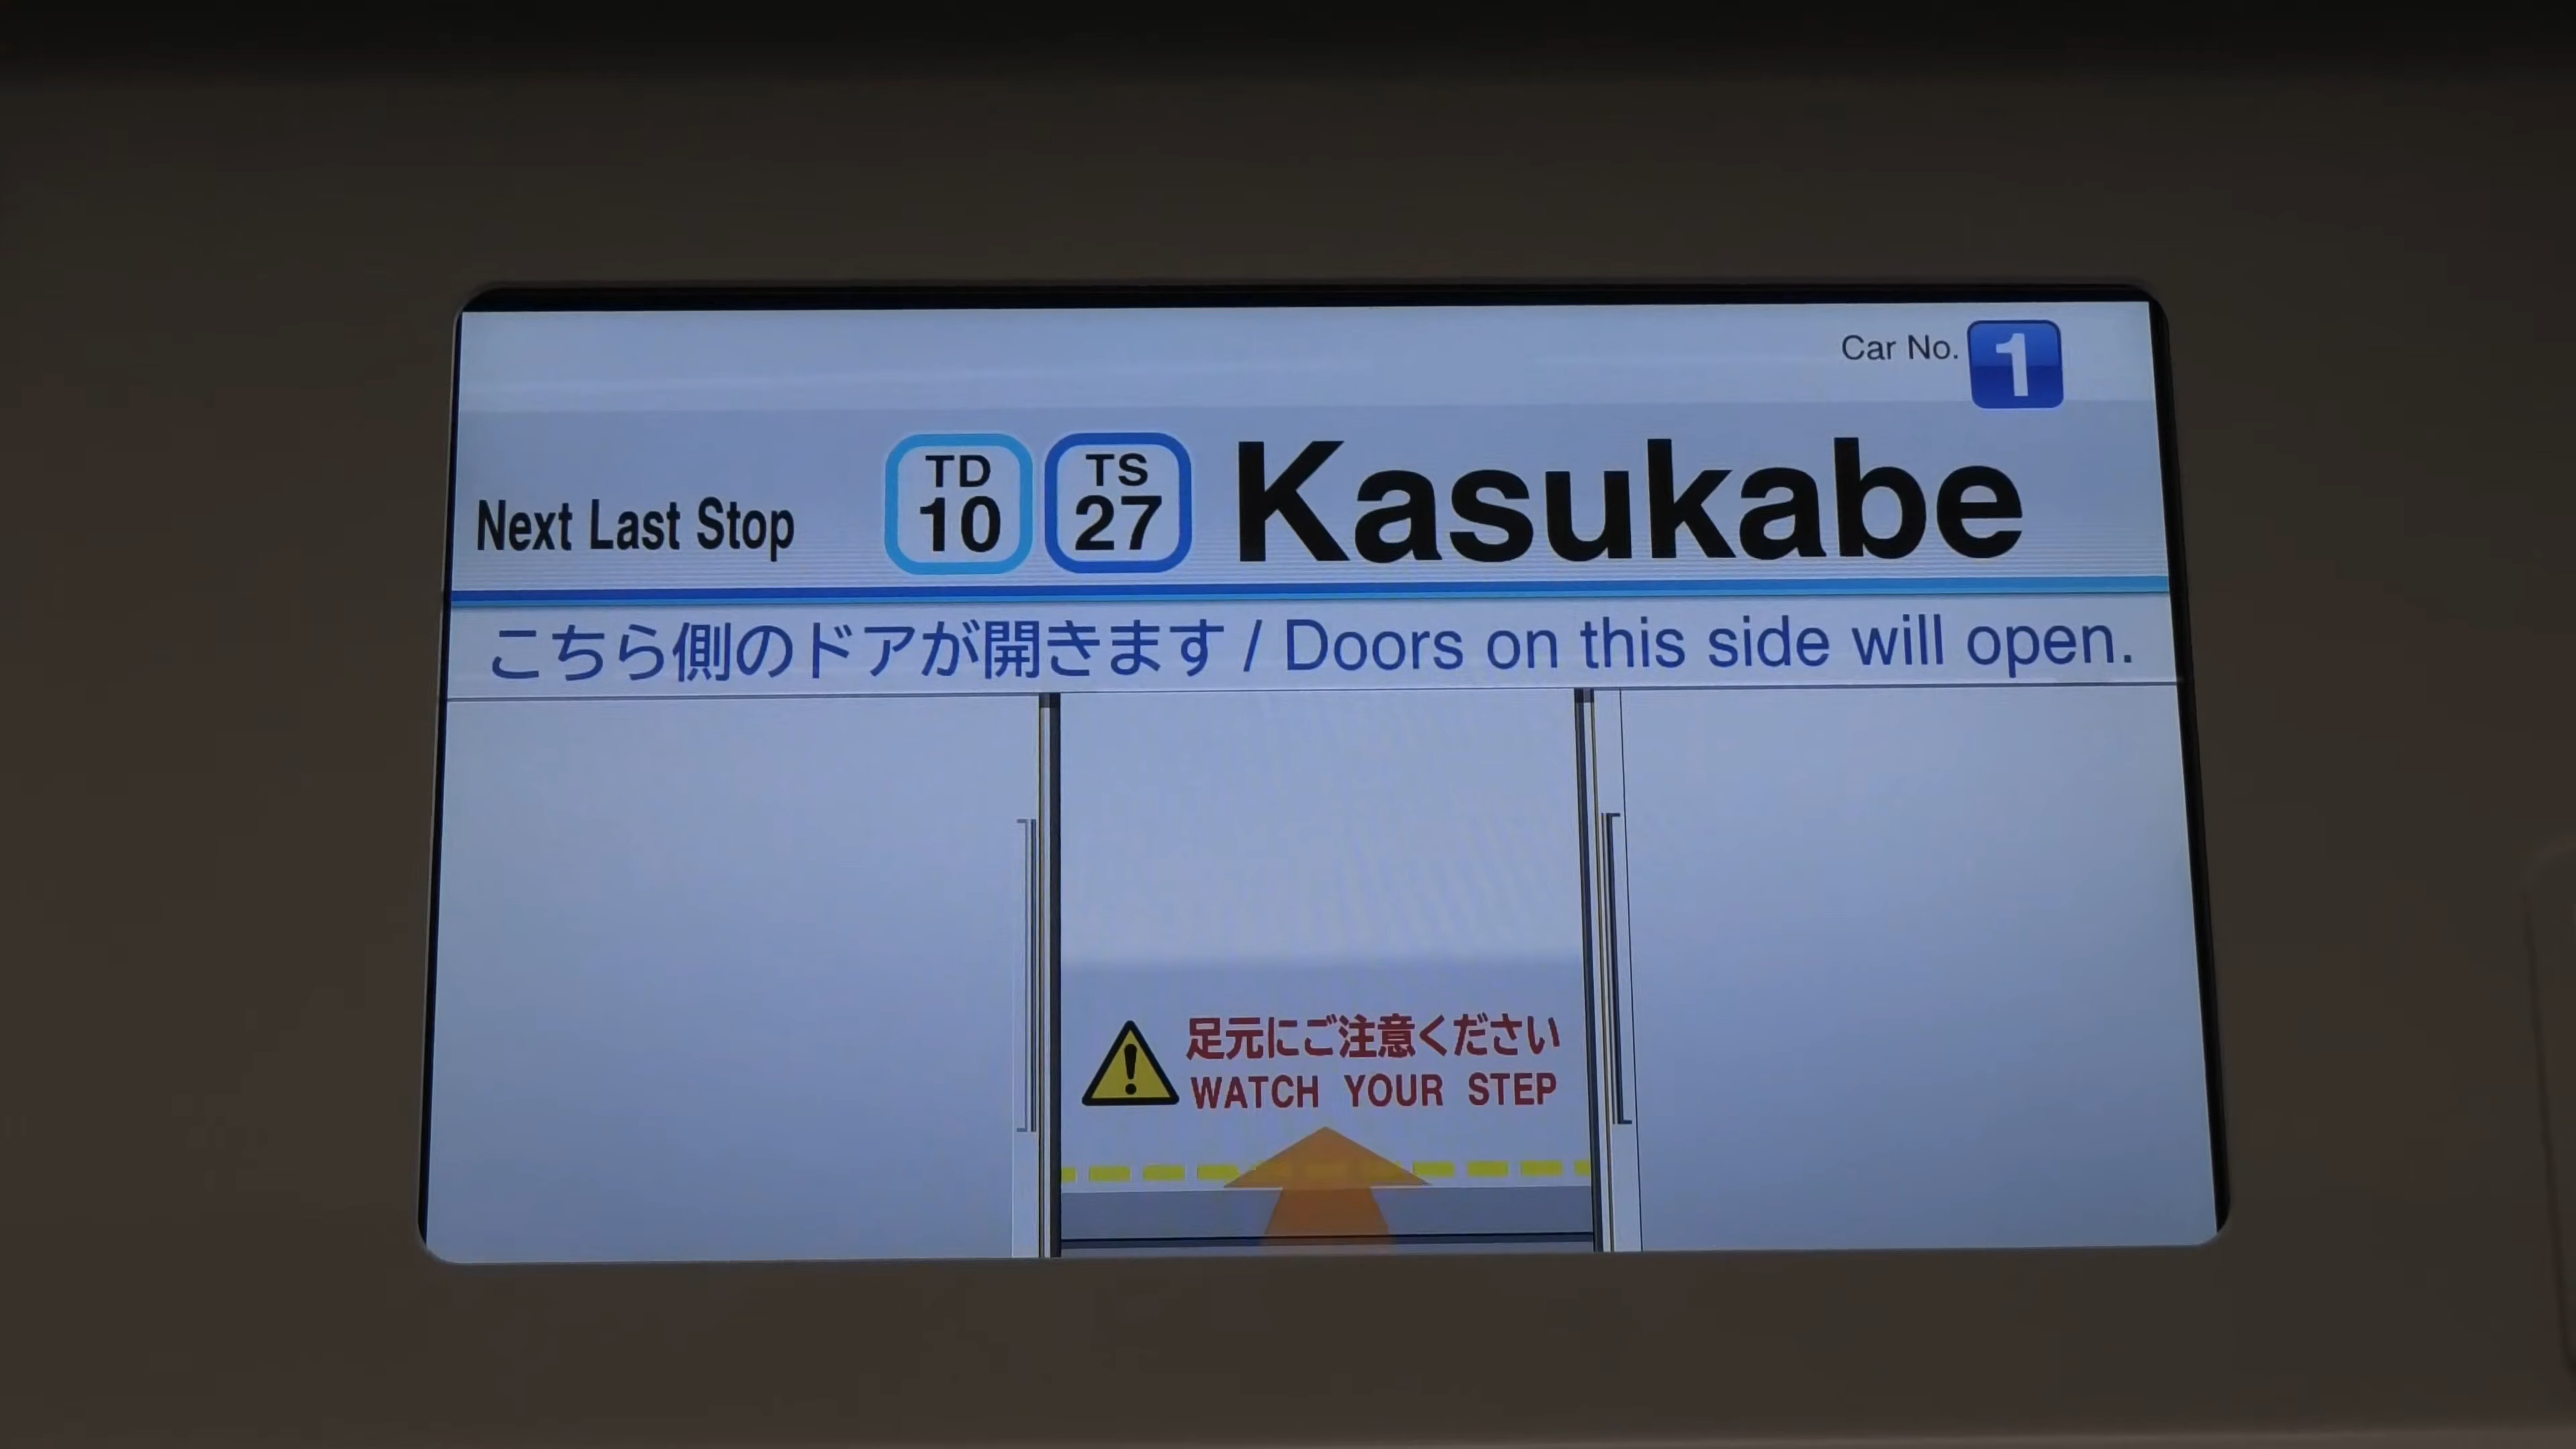 Car No. 1
Next Last Stop TD 10 TS 27 Kasukabe
こちら側のドアが開きます / Doors on this side will open.
足元にご注意ください
WATCH YOUR STEP